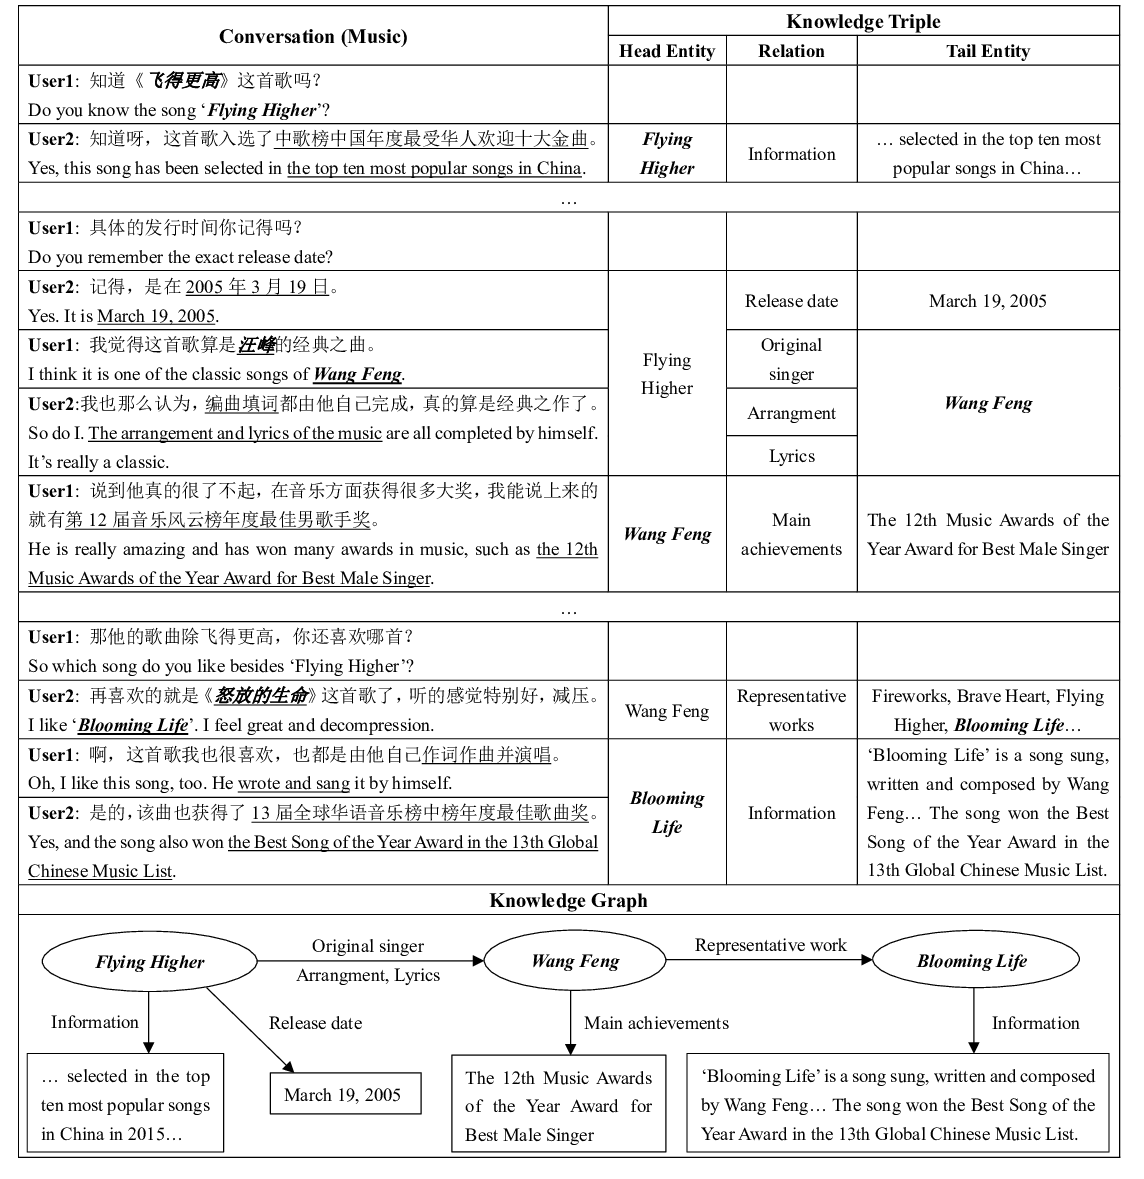 Conversation (Music)
Knowledge Triple
Head Entity
Relation
Tail Entity
User1: 知道《飞得更高》这首歌吗？
Do you know the song ‘Flying Higher’?
User2: 知道呀，这首歌入选了中歌榜中国年度最受华人欢迎十大金曲。
Yes, this song has been selected in the top ten most popular songs in China.
Flying
Higher
Information
… selected in the top ten most
popular songs in China…
…
User1: 具体的发行时间你记得吗？
Do you remember the exact release date?
User2: 记得，是在 2005 年 3 月 19 日。
Yes. It is March 19, 2005.
Release date
March 19, 2005
User1: 我觉得这首歌算是汪峰的经典之曲。
I think it is one of the classic songs of Wang Feng.
Flying
Higher
Original
singer
User2:我也那么认为，编曲填词都由他自己完成，真的算是经典之作了。
So do I. The arrangement and lyrics of the music are all completed by himself.
It’s really a classic.
Arrangment
Lyrics
Wang Feng
User1: 说到他真的很了不起，在音乐方面获得很多大奖，我能说上来的
就有第 12 届音乐风云榜年度最佳男歌手奖。
He is really amazing and has won many awards in music, such as the 12th
Music Awards of the Year Award for Best Male Singer.
Wang Feng
Main
achievements
The 12th Music Awards of the
Year Award for Best Male Singer
…
User1: 那他的歌曲除飞得更高，你还喜欢哪首？
So which song do you like besides ‘Flying Higher’?
User2: 再喜欢的就是《怒放的生命》这首歌了，听的感觉特别好，减压。
I like ‘Blooming Life’. I feel great and decompression.
Wang Feng
Representative
works
Fireworks, Brave Heart, Flying
Higher, Blooming Life…
User1: 啊，这首歌我也很喜欢，也都是由他自己作词作曲并演唱。
Oh, I like this song, too. He wrote and sang it by himself.
User2: 是的，该曲也获得了 13 届全球华语音乐榜中榜年度最佳歌曲奖。
Yes, and the song also won the Best Song of the Year Award in the 13th Global
Chinese Music List.
Blooming
Life
Information
‘Blooming Life’ is a song sung,
written and composed by Wang
Feng… The song won the Best
Song of the Year Award in the
13th Global Chinese Music List.
Knowledge Graph
Flying Higher
Original singer
Arrangment, Lyrics
Wang Feng
Representative work
Blooming Life
Information
Release date
Main achievements
Information
… selected in the top
ten most popular songs
in China in 2015…
March 19, 2005
The 12th Music Awards
of the Year Award for
Best Male Singer
‘Blooming Life’ is a song sung, written and composed
by Wang Feng… The song won the Best Song of the
Year Award in the 13th Global Chinese Music List.